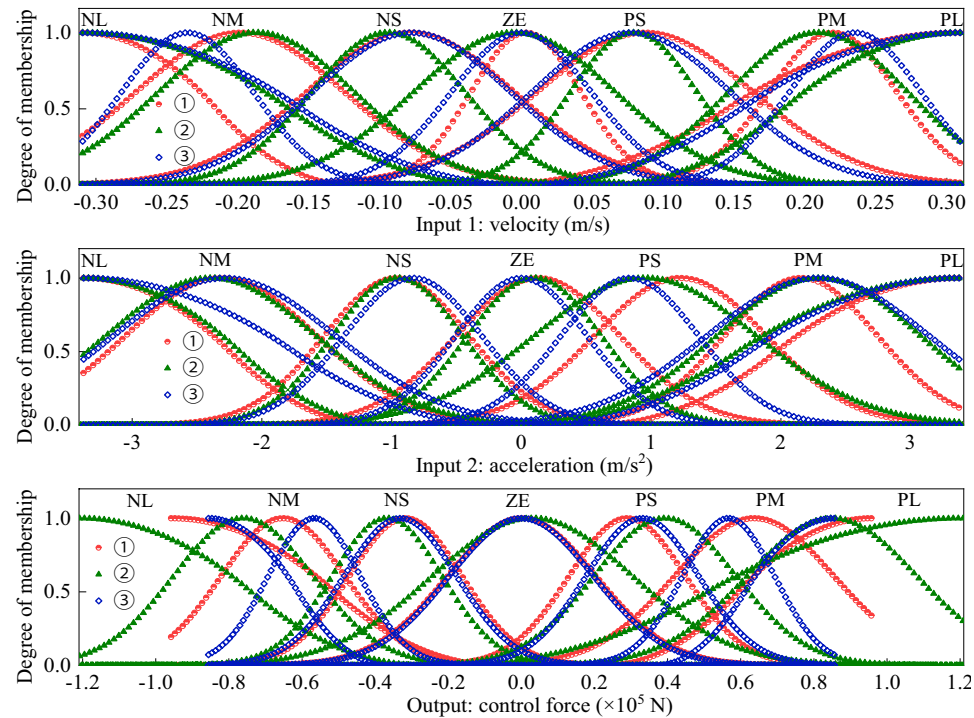 NL NM NS ZE PS PM PL
Degree of membership
1.0
0.5
0.0
①
②
③
-0.30 -0.25 -0.20 -0.15 -0.10 -0.05 0.00 0.05 0.10 0.15 0.20 0.25 0.30
Input 1: velocity (m/s)
NL NM NS ZE PS PM PL
Degree of membership
1.0
0.5
0.0
①
②
③
-3 -2 -1 0 1 2 3
Input 2: acceleration (m/s²)
NL NM NS ZE PS PM PL
Degree of membership
1.0
0.5
0.0
①
②
③
-1.2 -1.0 -0.8 -0.6 -0.4 -0.2 0.0 0.2 0.4 0.6 0.8 1.0 1.2
Output: control force (×10⁵ N)